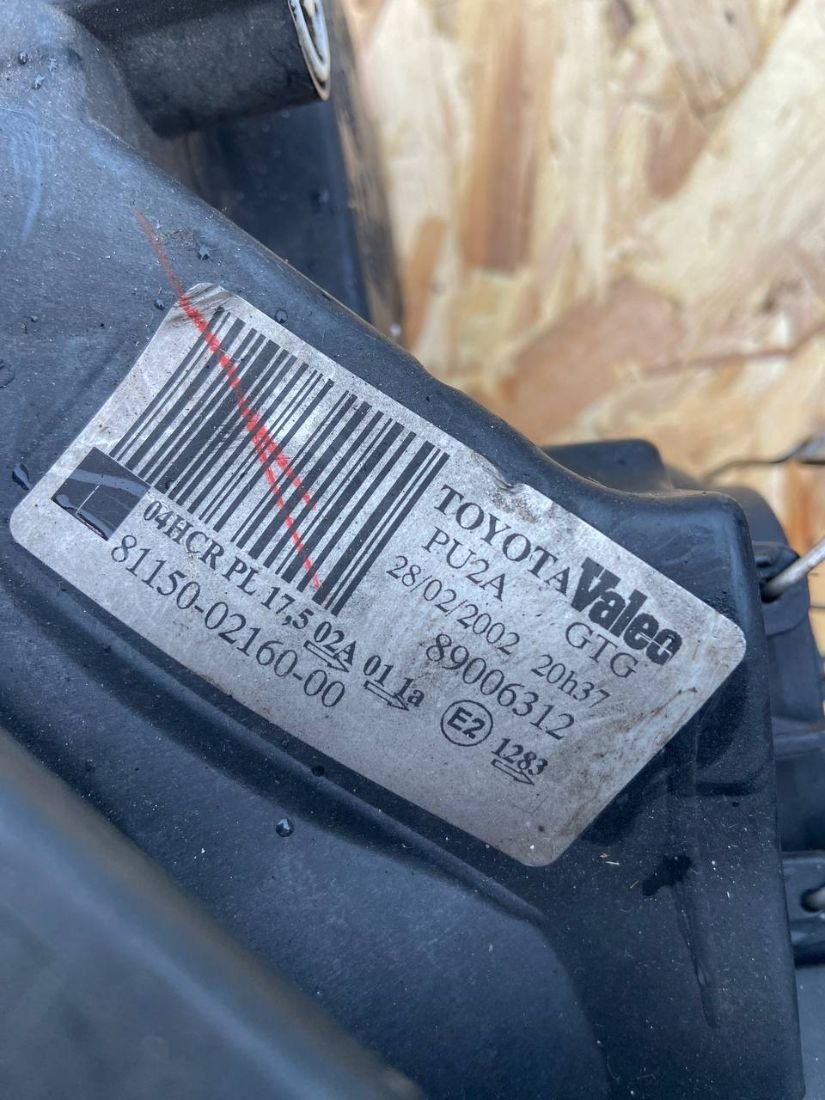 TOYOTA Valeo
PU2A GTG
28/02/2002 20h37
89006312
04HCR PL 17,5 02A 01 1a
81150-02160-00
E2 1283